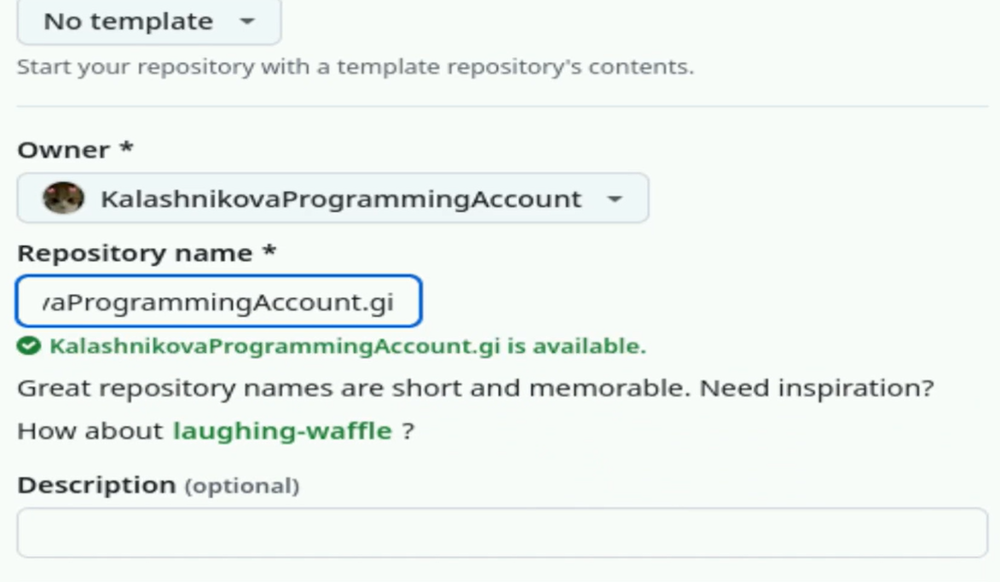 No template
Start your repository with a template repository's contents.
Owner *
KalashnikovaProgrammingAccount
Repository name *
vaProgrammingAccount.gi
KalashnikovaProgrammingAccount.gi is available.
Great repository names are short and memorable. Need inspiration?
How about laughing-waffle ?
Description (optional)